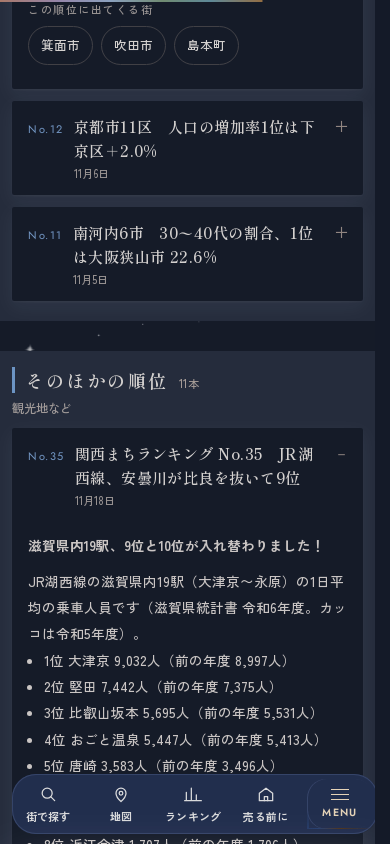 この順位に出てくる街
箕面市
吹田市
島本町
No.12
京都市11区　人口の増加率1位は下
京区＋2.0%
11月6日
No.11
南河内6市　30〜40代の割合、1位
は大阪狭山市 22.6%
11月5日
そのほかの順位 11本
観光地など
No.35
関西まちランキング No.35　JR湖
西線、安曇川が比良を抜いて9位
11月18日
滋賀県内19駅、9位と10位が入れ替わりました！
JR湖西線の滋賀県内19駅（大津京〜永原）の1日平
均の乗車人員です（滋賀県統計書 令和6年度。カッ
コは令和5年度）。
1位 大津京 9,032人（前の年度 8,997人）
2位 堅田 7,442人（前の年度 7,375人）
3位 比叡山坂本 5,695人（前の年度 5,531人）
4位 おごと温泉 5,447人（前の年度 5,413人）
5位 唐崎 3,583人（前の年度 3,496人）
街で探す
地図
ランキング
売る前に
MENU